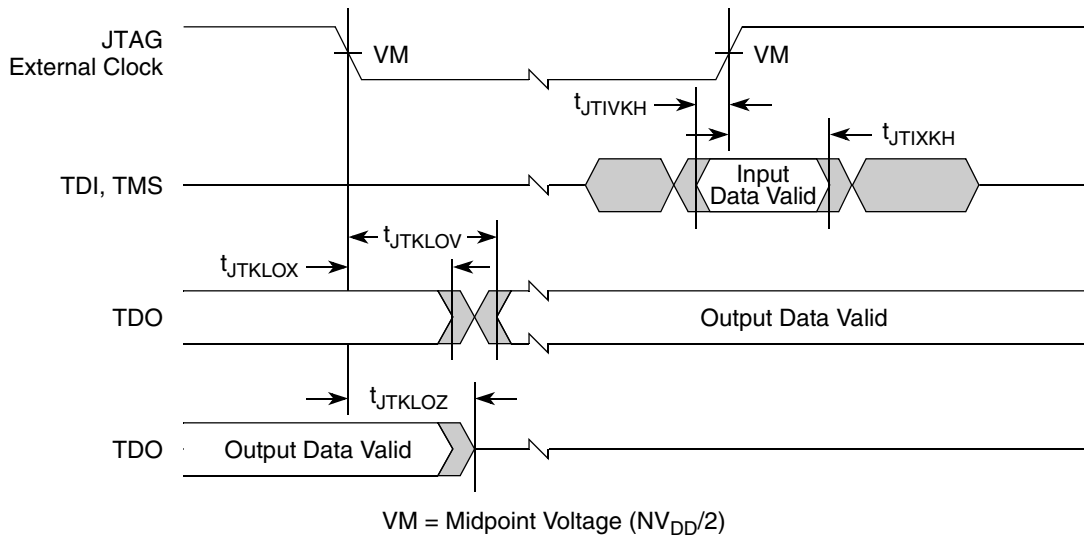 JTAG
External Clock
VM
VM
tJTIVKH
tJTIXKH
TDI, TMS
Input
Data Valid
tJTKLOV
tJTKLOX
TDO
Output Data Valid
tJTKLOZ
TDO
Output Data Valid
VM = Midpoint Voltage (NVDD/2)